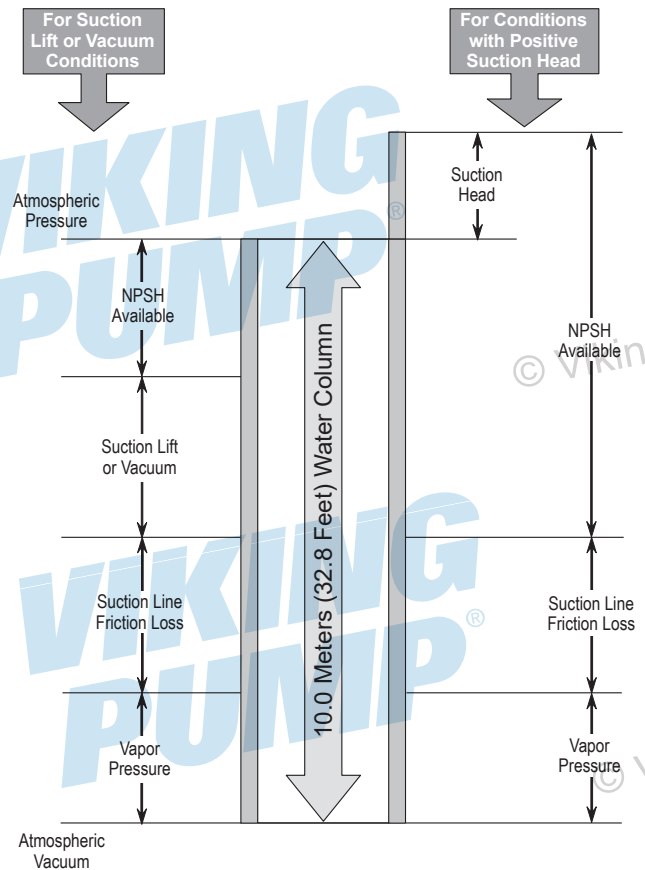 For Suction
Lift or Vacuum
Conditions
For Conditions
with Positive
Suction Head
VIKING
PUMP®
Suction
Head
Atmospheric
Pressure
NPSH
Available
NPSH
Available
© Vikin
10.0 Meters (32.8 Feet) Water Column
Suction Lift
or Vacuum
VIKING
PUMP®
Suction Line
Friction Loss
Suction Line
Friction Loss
Vapor
Pressure
Vapor
Pressure
© V
Atmospheric
Vacuum